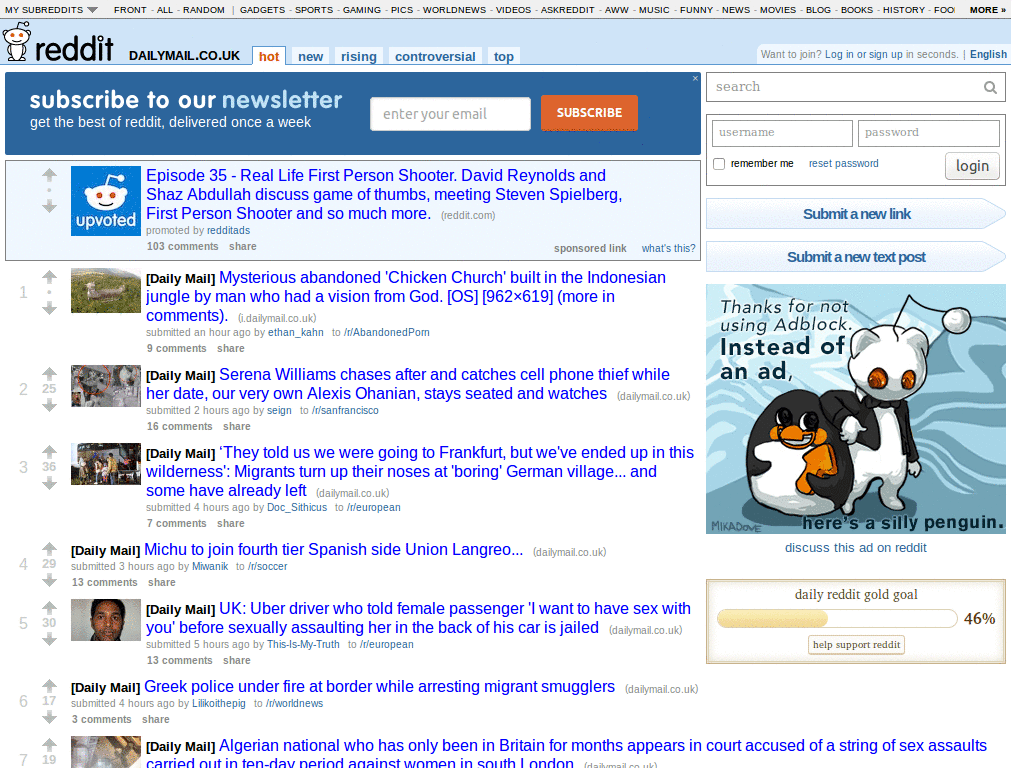 MY SUBREDDITS FRONT - ALL - RANDOM | GADGETS - SPORTS - GAMING - PICS - WORLDNEWS - VIDEOS - ASKREDDIT - AWW - MUSIC - FUNNY - NEWS - MOVIES - BLOG - BOOKS - HISTORY - FOO MORE »
reddit DAILYMAIL.CO.UK hot new rising controversial top
Want to join? Log in or sign up in seconds. | English
subscribe to our newsletter
get the best of reddit, delivered once a week
enter your email SUBSCRIBE ×
search
username password
remember me reset password login
Submit a new link
Submit a new text post
upvoted
Episode 35 - Real Life First Person Shooter. David Reynolds and
Shaz Abdullah discuss game of thumbs, meeting Steven Spielberg,
First Person Shooter and so much more. (reddit.com)
promoted by redditads
103 comments share sponsored link what's this?
1
[Daily Mail] Mysterious abandoned 'Chicken Church' built in the Indonesian
jungle by man who had a vision from God. [OS] [962×619] (more in
comments). (i.dailymail.co.uk)
submitted an hour ago by ethan_kahn to /r/AbandonedPorn
9 comments share
2 25
[Daily Mail] Serena Williams chases after and catches cell phone thief while
her date, our very own Alexis Ohanian, stays seated and watches (dailymail.co.uk)
submitted 2 hours ago by seign to /r/sanfrancisco
16 comments share
3 36
[Daily Mail] 'They told us we were going to Frankfurt, but we've ended up in this
wilderness': Migrants turn up their noses at 'boring' German village... and
some have already left (dailymail.co.uk)
submitted 4 hours ago by Doc_Sithicus to /r/european
7 comments share
4 29
[Daily Mail] Michu to join fourth tier Spanish side Union Langreo... (dailymail.co.uk)
submitted 3 hours ago by Miwanik to /r/soccer
13 comments share
5 30
[Daily Mail] UK: Uber driver who told female passenger 'I want to have sex with
you' before sexually assaulting her in the back of his car is jailed (dailymail.co.uk)
submitted 5 hours ago by This-Is-My-Truth to /r/european
13 comments share
6 17
[Daily Mail] Greek police under fire at border while arresting migrant smugglers (dailymail.co.uk)
submitted 4 hours ago by Lilikoithepig to /r/worldnews
3 comments share
7 19
[Daily Mail] Algerian national who has only been in Britain for months appears in court accused of a string of sex assaults
carried out in ten-day period against women in south London (dailymail.co.uk)
Thanks for not
using Adblock.
Instead of
an ad,
here's a silly penguin.
MIKADOVE
discuss this ad on reddit
daily reddit gold goal
46%
help support reddit